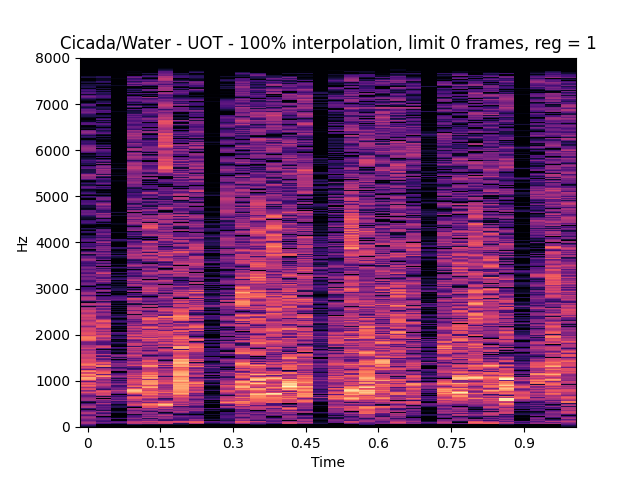 Cicada/Water - UOT - 100% interpolation, limit 0 frames, reg = 1
8000
7000
6000
5000
4000
3000
2000
1000
0
Hz
0 0.15 0.3 0.45 0.6 0.75 0.9
Time